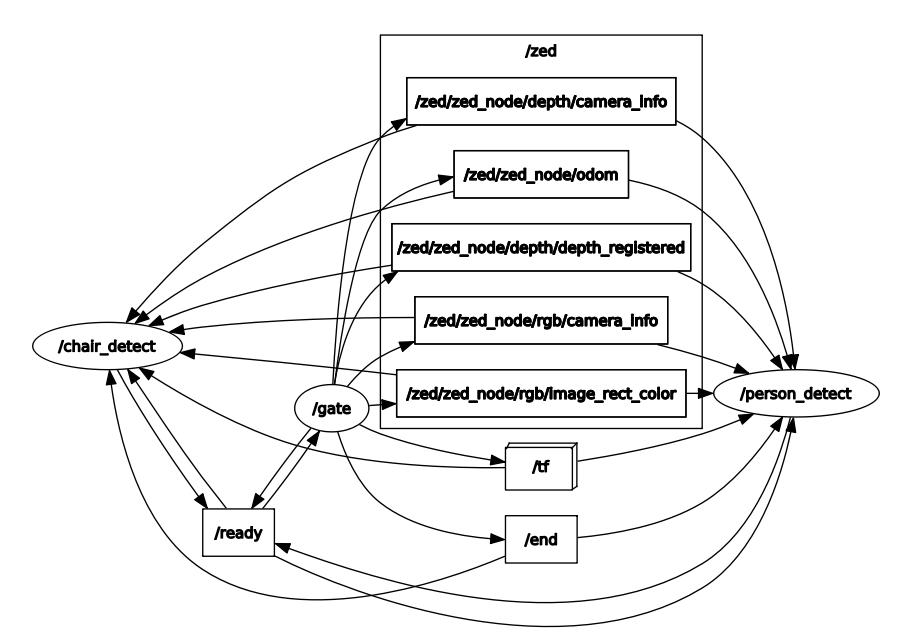 /zed
/zed/zed_node/depth/camera_info
/zed/zed_node/odom
/zed/zed_node/depth/depth_registered
/zed/zed_node/rgb/camera_info
/chair_detect
/zed/zed_node/rgb/image_rect_color
/person_detect
/gate
/tf
/ready
/end